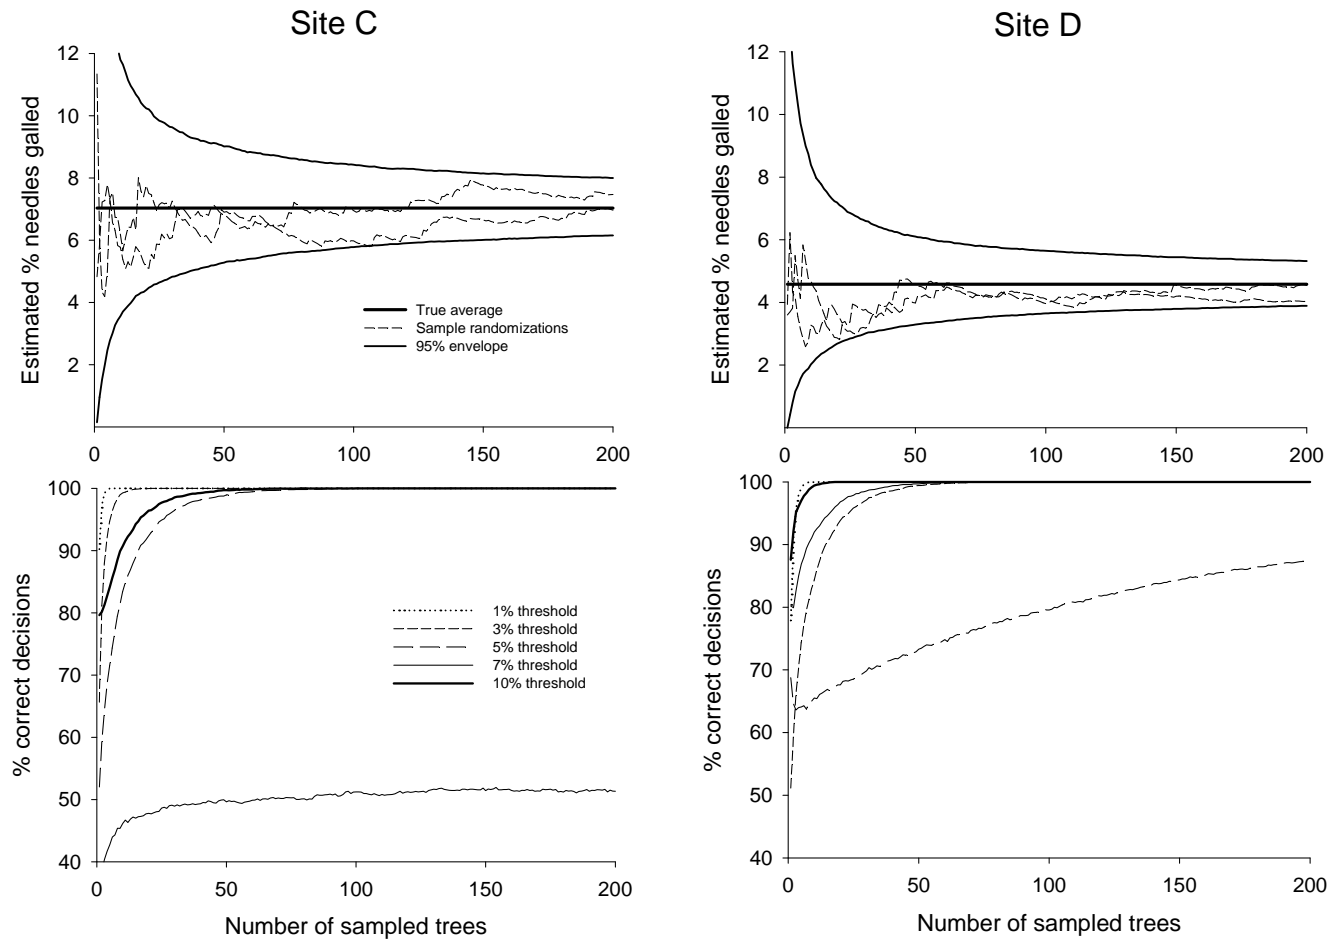 Site C
Site D
Estimated % needles galled
12
10
8
6
4
2
True average
Sample randomizations
95% envelope
0
50
100
150
200
Estimated % needles galled
12
10
8
6
4
2
0
50
100
150
200
% correct decisions
100
90
80
70
60
50
40
1% threshold
3% threshold
5% threshold
7% threshold
10% threshold
0
50
100
150
200
Number of sampled trees
% correct decisions
100
90
80
70
60
50
40
0
50
100
150
200
Number of sampled trees